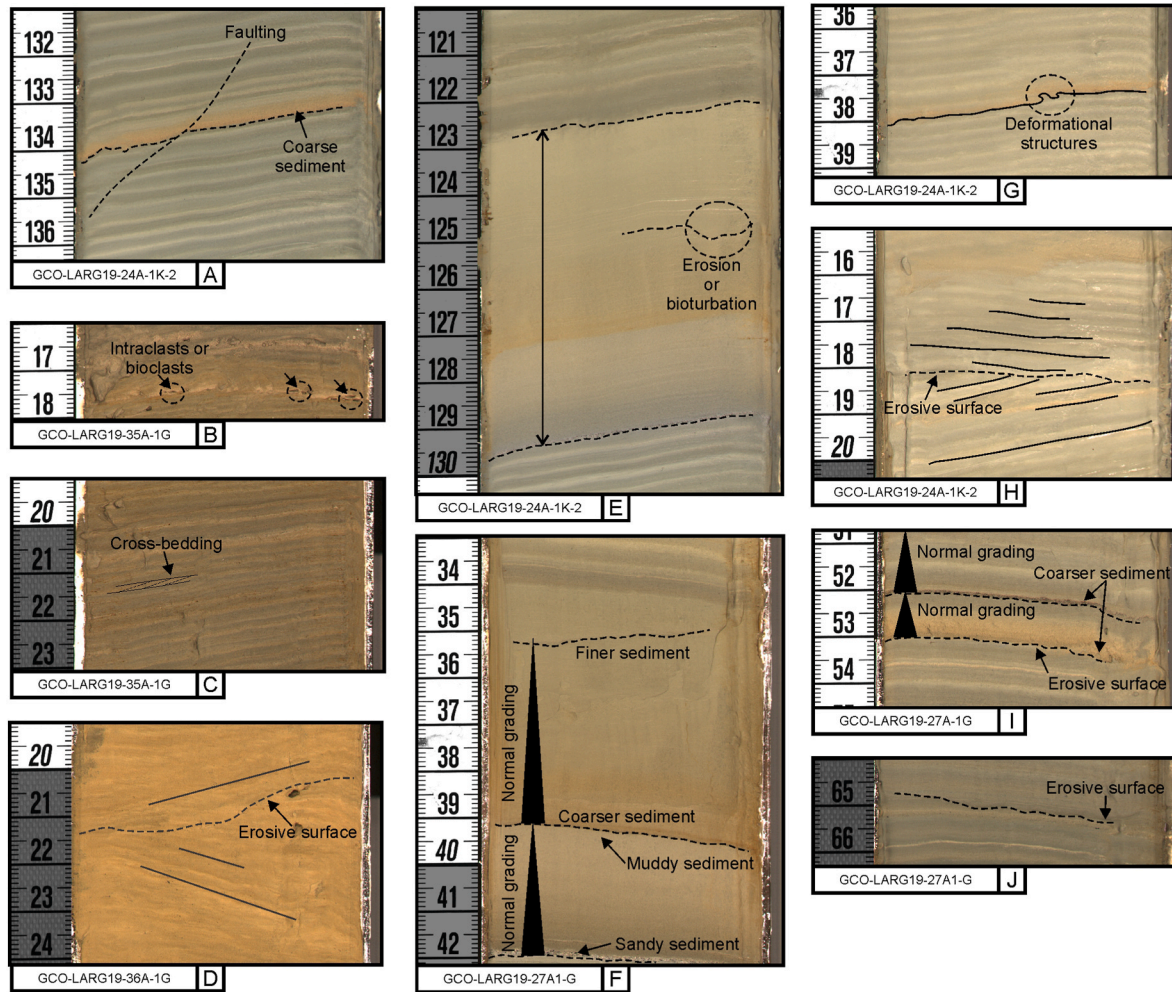 132
133
134
135
136
Faulting
Coarse
sediment
GCO-LARG19-24A-1K-2
A
17
18
Intraclasts or
bioclasts
GCO-LARG19-35A-1G
B
20
21
22
23
Cross-bedding
GCO-LARG19-35A-1G
C
20
21
22
23
24
Erosive surface
GCO-LARG19-36A-1G
D
121
122
123
124
125
126
127
128
129
130
Erosion
or
bioturbation
GCO-LARG19-24A-1K-2
E
34
35
36
37
38
39
40
41
42
Finer sediment
Normal grading
Coarser sediment
Muddy sediment
Normal grading
Sandy sediment
GCO-LARG19-27A1-G
F
36
37
38
39
Deformational
structures
GCO-LARG19-24A-1K-2
G
16
17
18
19
20
Erosive surface
GCO-LARG19-24A-1K-2
H
51
52
53
54
Normal grading
Coarser sediment
Normal grading
Erosive surface
GCO-LARG19-27A-1G
I
65
66
Erosive surface
GCO-LARG19-27A1-G
J